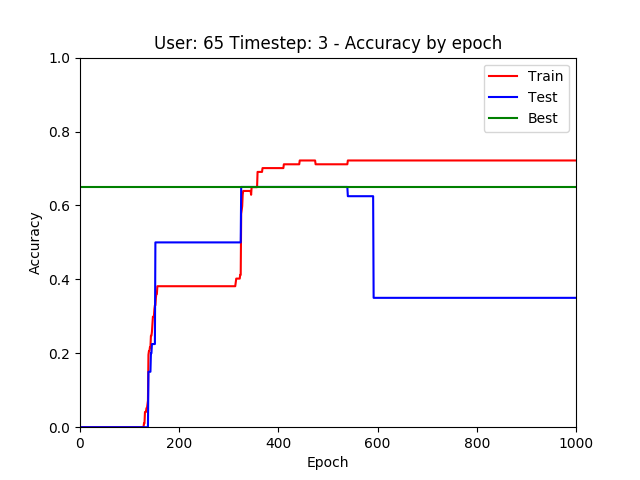 User: 65 Timestep: 3 - Accuracy by epoch
1.0
0.8
0.6
0.4
0.2
0.0
Accuracy
Train
Test
Best
0 200 400 600 800 1000
Epoch